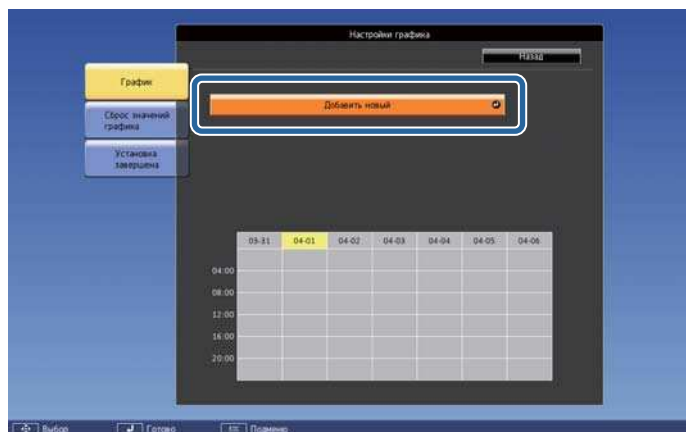 Настройки графика
Назад
График
Добавить новый
Сброс значений
графика
Установка
завершена
03-31 04-01 04-02 04-03 04-04 04-05 04-06
04:00
08:00
12:00
16:00
20:00
Выбор Готово Подменю